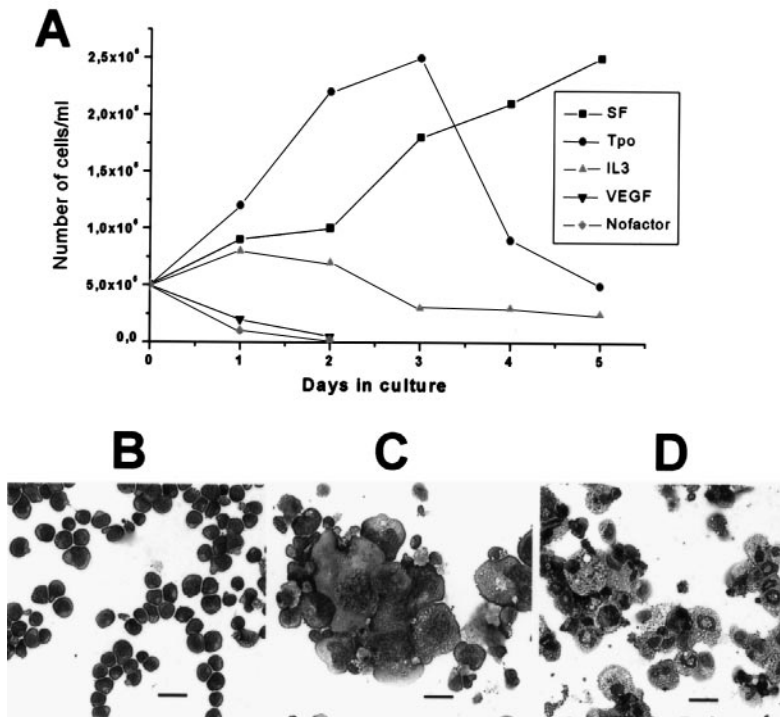 A
Number of cells/ml
2,5x10⁶
2,0x10⁶
1,5x10⁶
1,0x10⁶
5,0x10⁶
0,0
0 1 2 3 4 5
Days in culture
SF
Tpo
IL3
VEGF
Nofactor
B C D